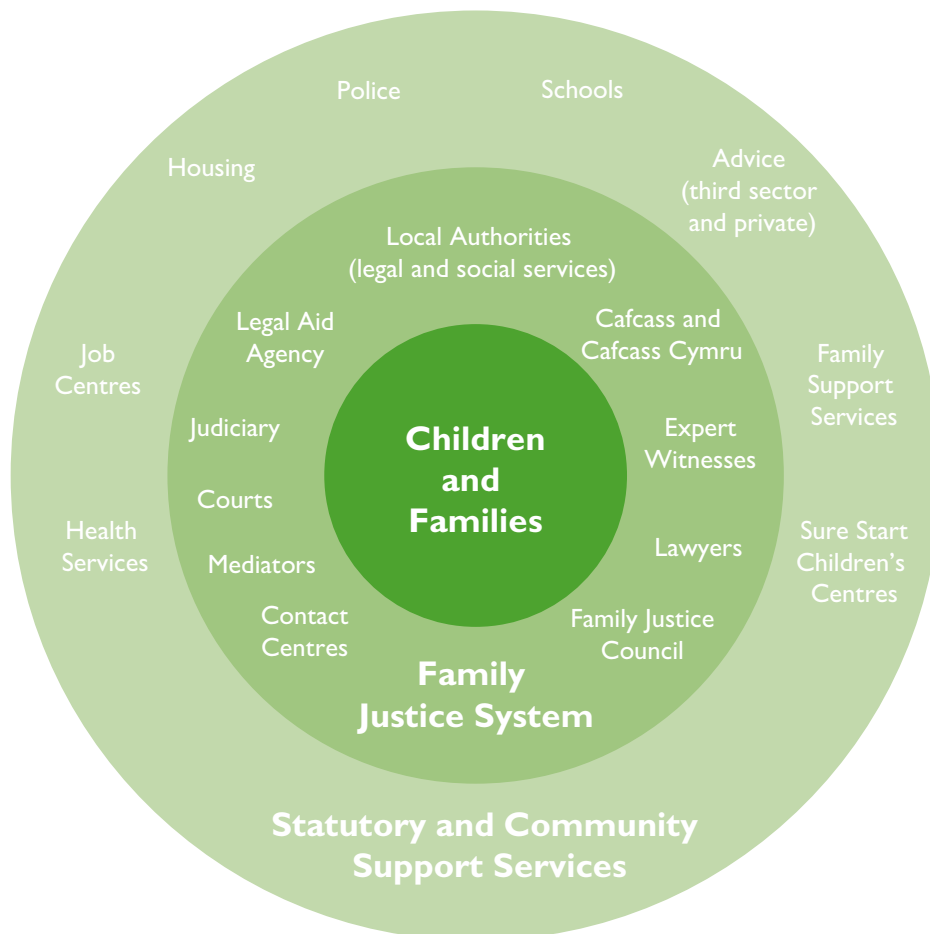 Police
Schools
Housing
Advice
(third sector
and private)
Local Authorities
(legal and social services)
Legal Aid
Agency
Cafcass and
Cafcass Cymru
Job
Centres
Family
Support
Services
Judiciary
Expert
Witnesses
Children
and
Families
Courts
Health
Services
Mediators
Lawyers
Sure Start
Children’s
Centres
Contact
Centres
Family Justice
Council
Family
Justice System
Statutory and Community
Support Services